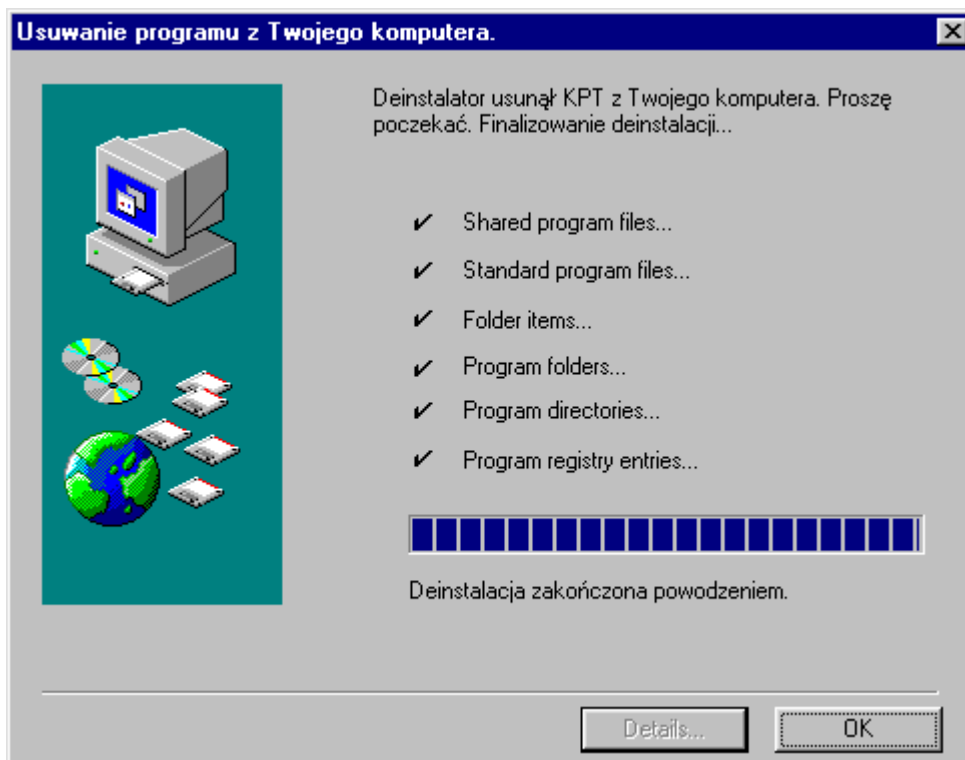 Usuwanie programu z Twojego komputera.
Deinstalator usunął KPT z Twojego komputera. Proszę
poczekać. Finalizowanie deinstalacji...
Shared program files...
Standard program files...
Folder items...
Program folders...
Program directories...
Program registry entries...
Deinstalacja zakończona powodzeniem.
Details...
OK